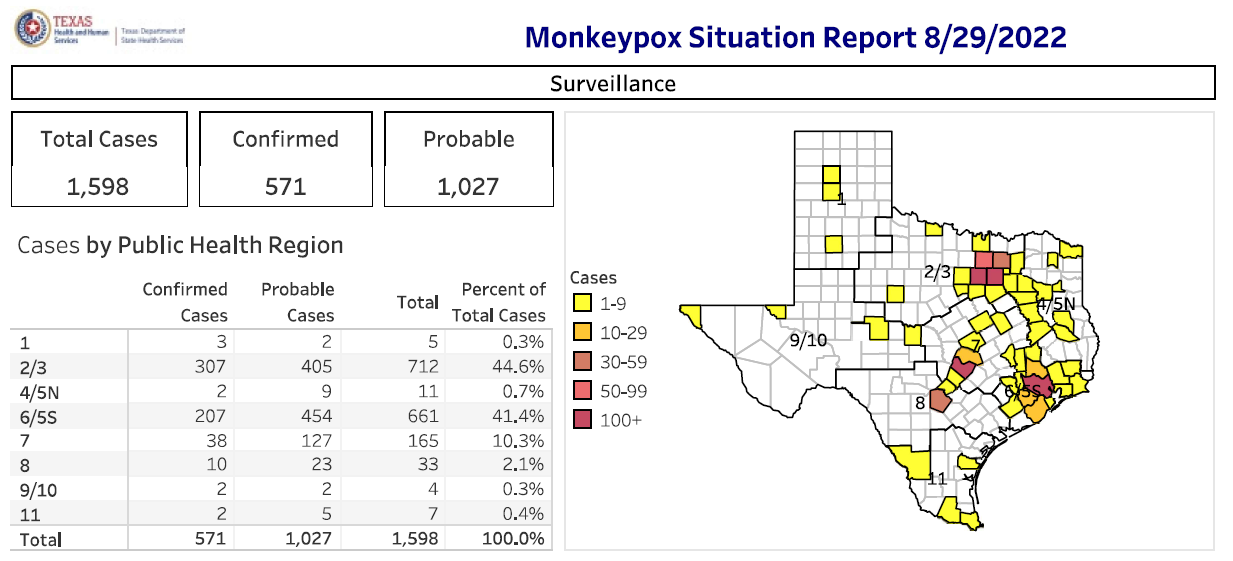 TEXAS
Health and Human
Services
Texas Department of
State Health Services
Monkeypox Situation Report 8/29/2022
Surveillance
Total Cases
1,598
Confirmed
571
Probable
1,027
Cases by Public Health Region
Confirmed Cases Probable Cases Total Percent of Total Cases
1 3 2 5 0.3%
2/3 307 405 712 44.6%
4/5N 2 9 11 0.7%
6/5S 207 454 661 41.4%
7 38 127 165 10.3%
8 10 23 33 2.1%
9/10 2 2 4 0.3%
11 2 5 7 0.4%
Total 571 1,027 1,598 100.0%
Cases
1-9
10-29
30-59
50-99
100+
1
2/3
4/5N
9/10
7
6/5S
8
11